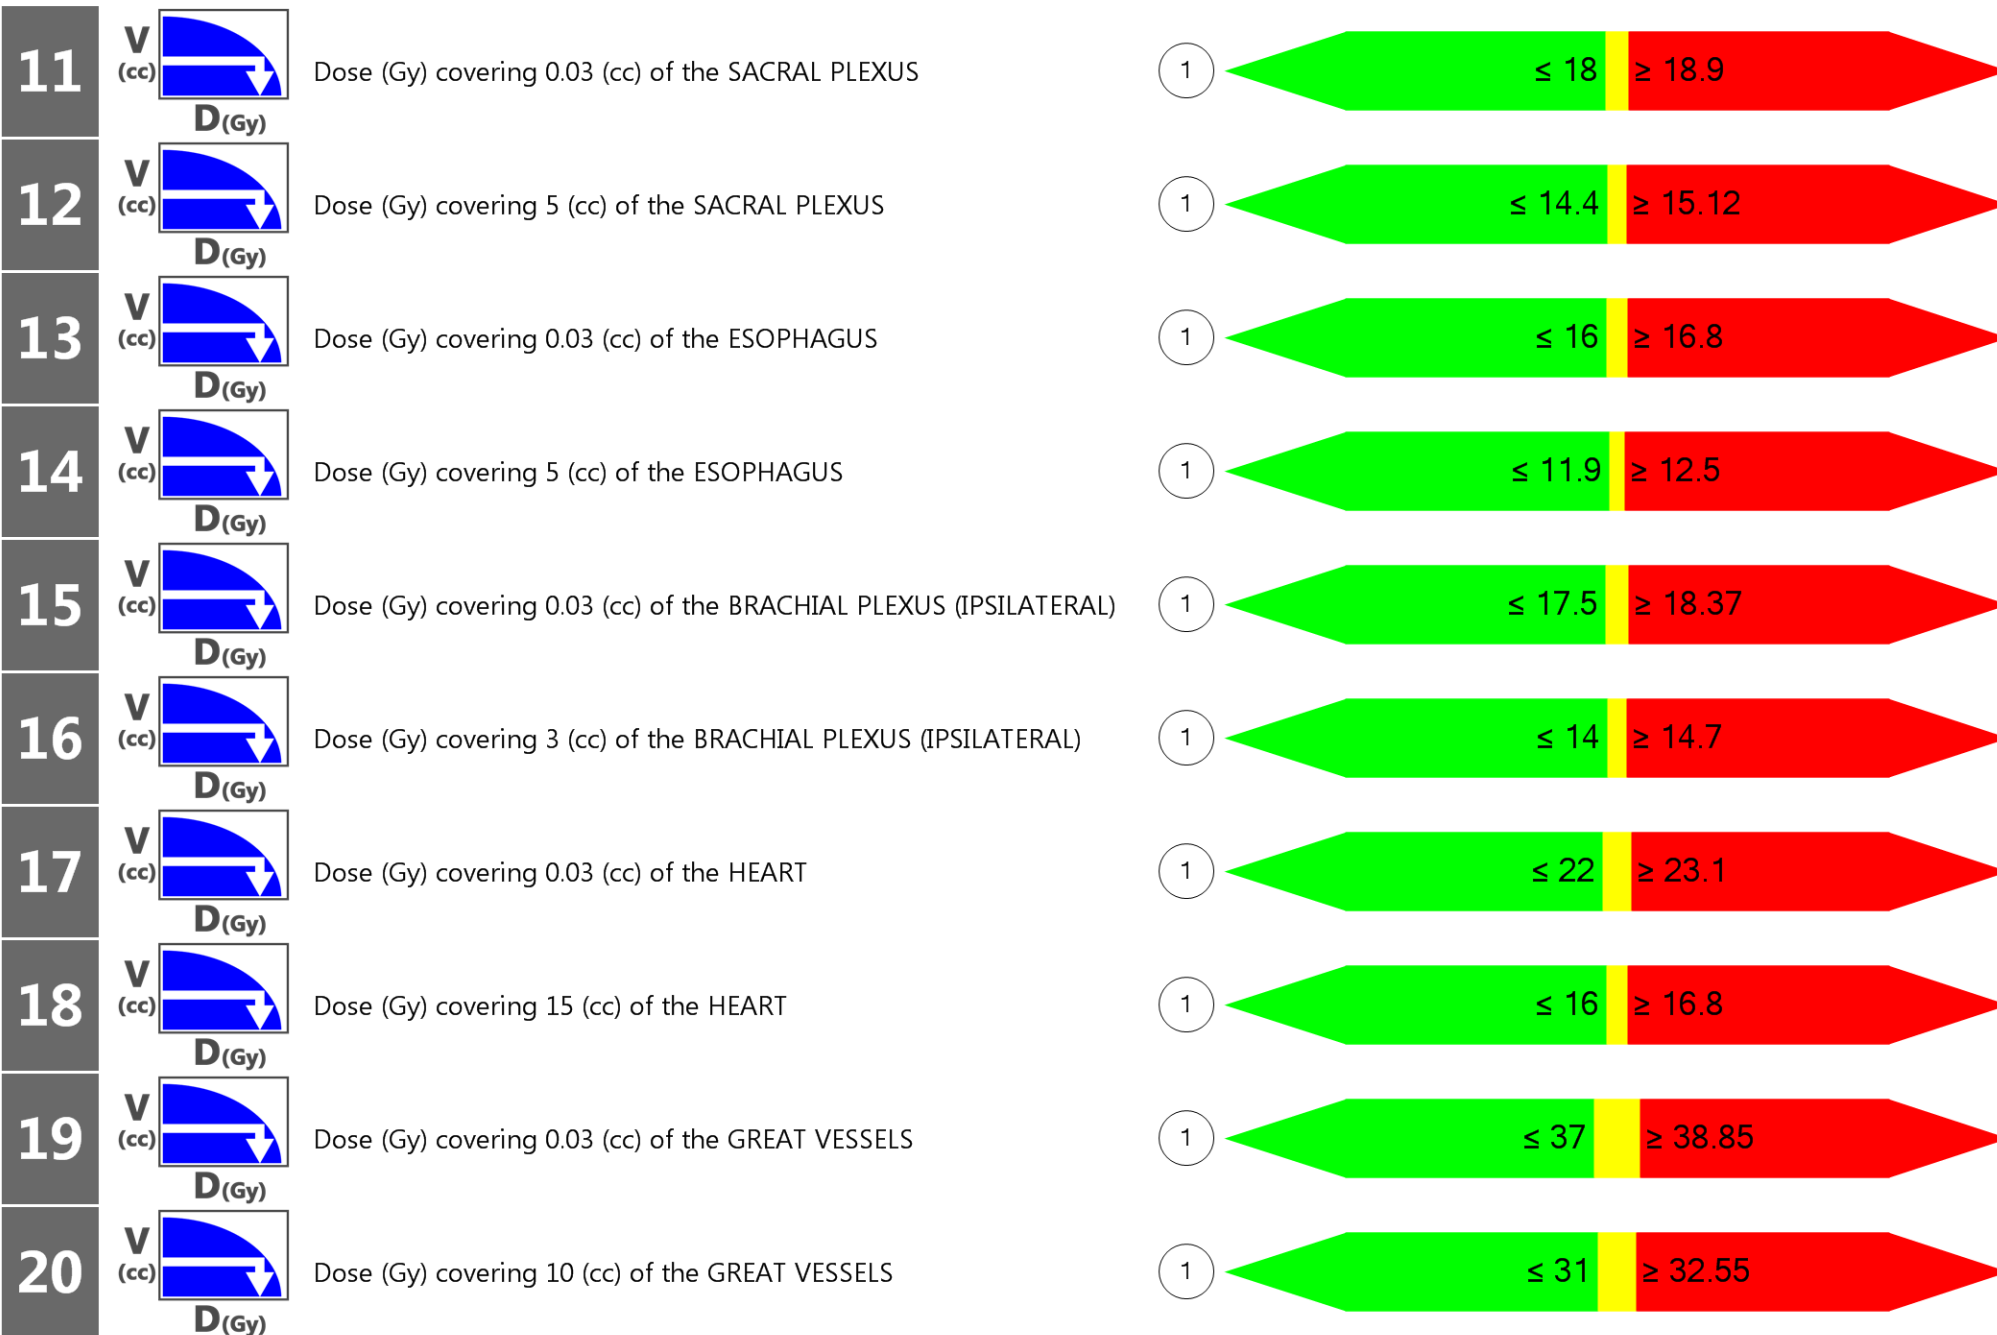 11 V (cc) D(Gy) Dose (Gy) covering 0.03 (cc) of the SACRAL PLEXUS 1 ≤ 18 ≥ 18.9
12 V (cc) D(Gy) Dose (Gy) covering 5 (cc) of the SACRAL PLEXUS 1 ≤ 14.4 ≥ 15.12
13 V (cc) D(Gy) Dose (Gy) covering 0.03 (cc) of the ESOPHAGUS 1 ≤ 16 ≥ 16.8
14 V (cc) D(Gy) Dose (Gy) covering 5 (cc) of the ESOPHAGUS 1 ≤ 11.9 ≥ 12.5
15 V (cc) D(Gy) Dose (Gy) covering 0.03 (cc) of the BRACHIAL PLEXUS (IPSILATERAL) 1 ≤ 17.5 ≥ 18.37
16 V (cc) D(Gy) Dose (Gy) covering 3 (cc) of the BRACHIAL PLEXUS (IPSILATERAL) 1 ≤ 14 ≥ 14.7
17 V (cc) D(Gy) Dose (Gy) covering 0.03 (cc) of the HEART 1 ≤ 22 ≥ 23.1
18 V (cc) D(Gy) Dose (Gy) covering 15 (cc) of the HEART 1 ≤ 16 ≥ 16.8
19 V (cc) D(Gy) Dose (Gy) covering 0.03 (cc) of the GREAT VESSELS 1 ≤ 37 ≥ 38.85
20 V (cc) D(Gy) Dose (Gy) covering 10 (cc) of the GREAT VESSELS 1 ≤ 31 ≥ 32.55